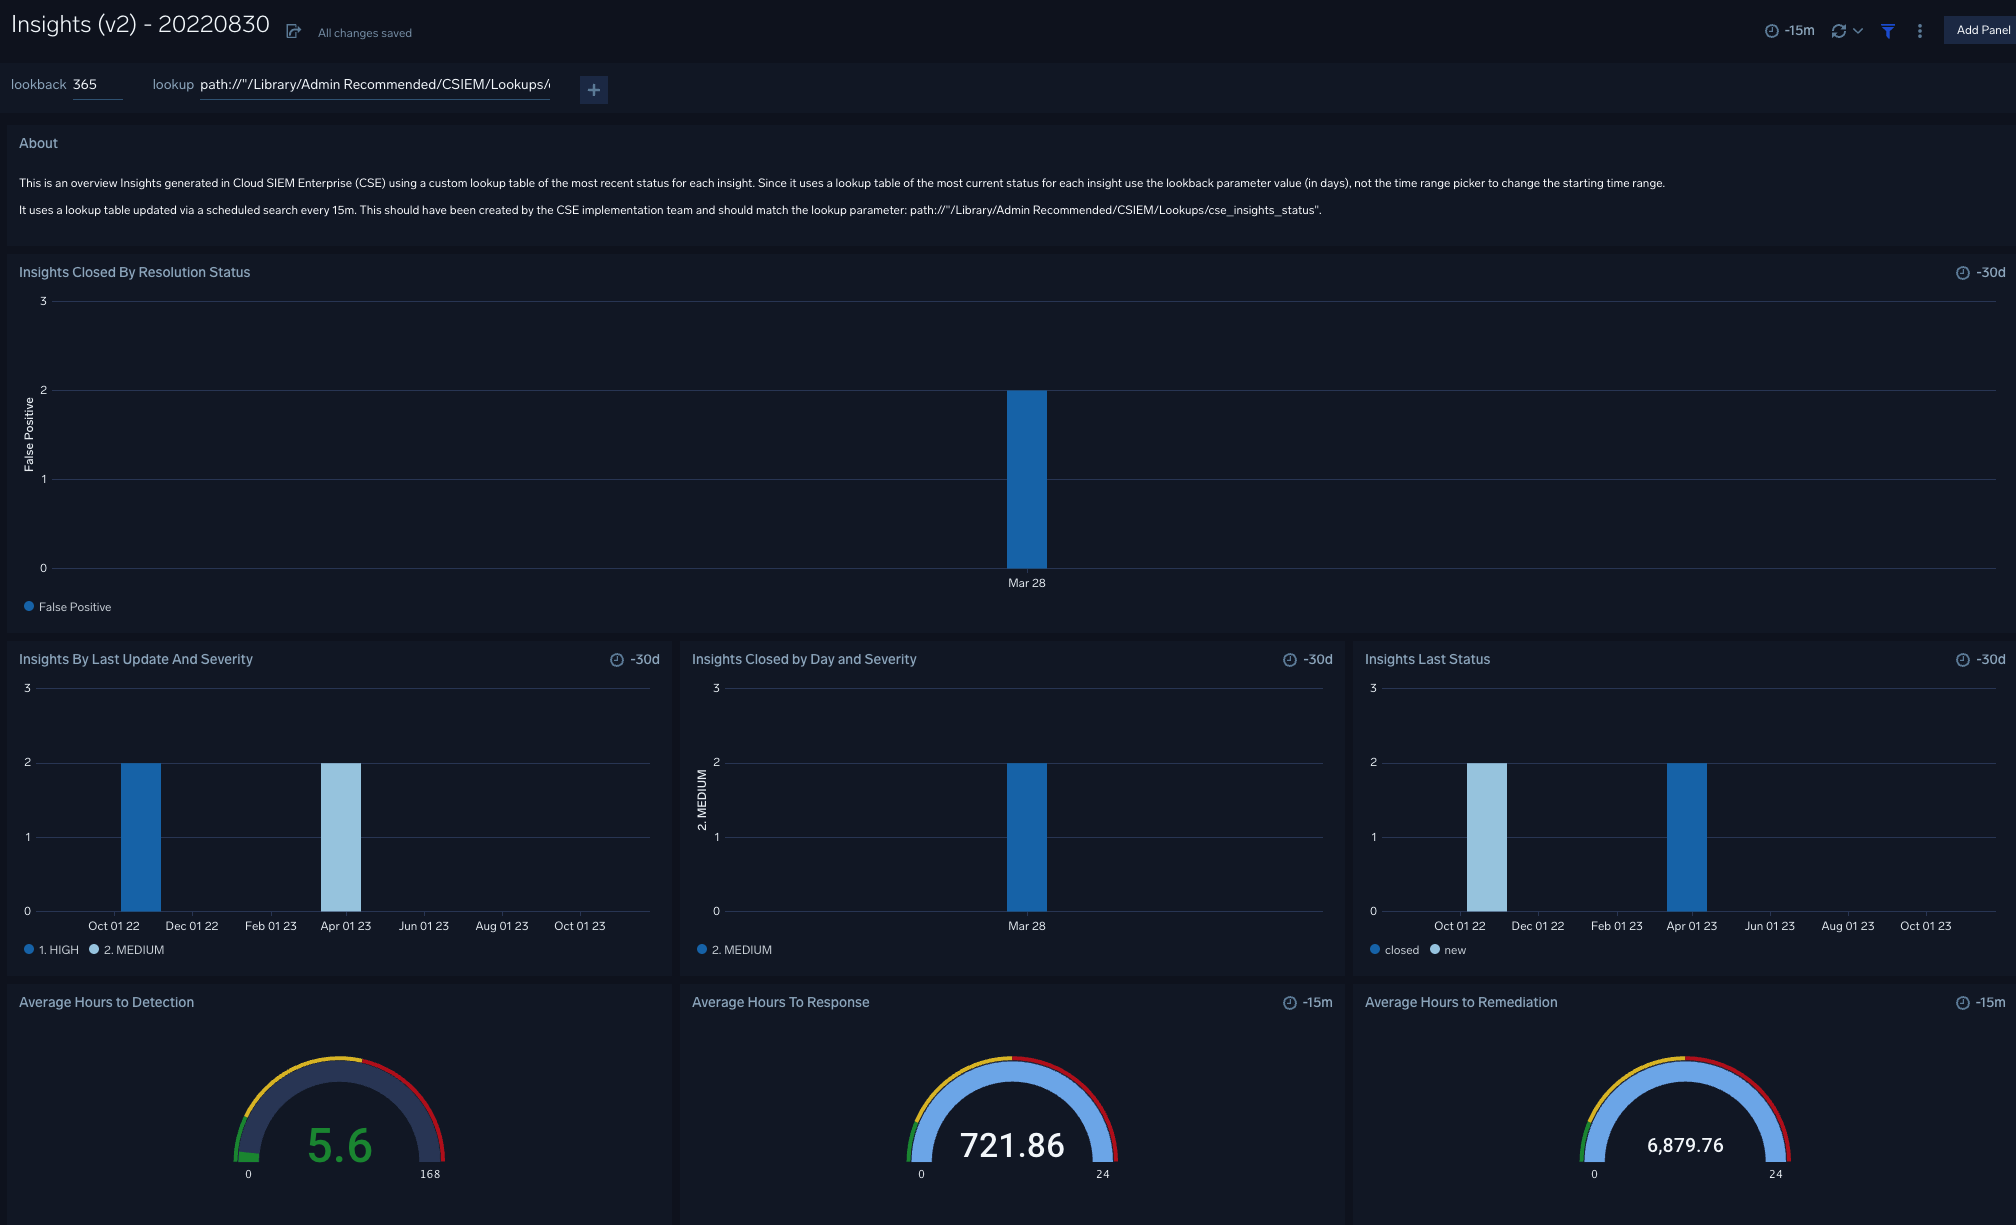 Insights (v2) - 20220830
All changes saved
-15m
Add Panel
lookback 365
lookup path://"/Library/Admin Recommended/CSIEM/Lookups/
+
About
This is an overview Insights generated in Cloud SIEM Enterprise (CSE) using a custom lookup table of the most recent status for each insight. Since it uses a lookup table of the most current status for each insight use the lookback parameter value (in days), not the time range picker to change the starting time range.
It uses a lookup table updated via a scheduled search every 15m. This should have been created by the CSE implementation team and should match the lookup parameter: path://"/Library/Admin Recommended/CSIEM/Lookups/cse_insights_status".
Insights Closed By Resolution Status
-30d
3
2
1
0
False Positive
Mar 28
False Positive
Insights By Last Update And Severity
-30d
3
2
1
0
Oct 01 22 Dec 01 22 Feb 01 23 Apr 01 23 Jun 01 23 Aug 01 23 Oct 01 23
1. HIGH 2. MEDIUM
Insights Closed by Day and Severity
-30d
3
2
1
0
2. MEDIUM
Mar 28
2. MEDIUM
Insights Last Status
-30d
3
2
1
0
Oct 01 22 Dec 01 22 Feb 01 23 Apr 01 23 Jun 01 23 Aug 01 23 Oct 01 23
closed new
Average Hours to Detection
5.6
0 168
Average Hours To Response
-15m
721.86
0 24
Average Hours to Remediation
-15m
6,879.76
0 24